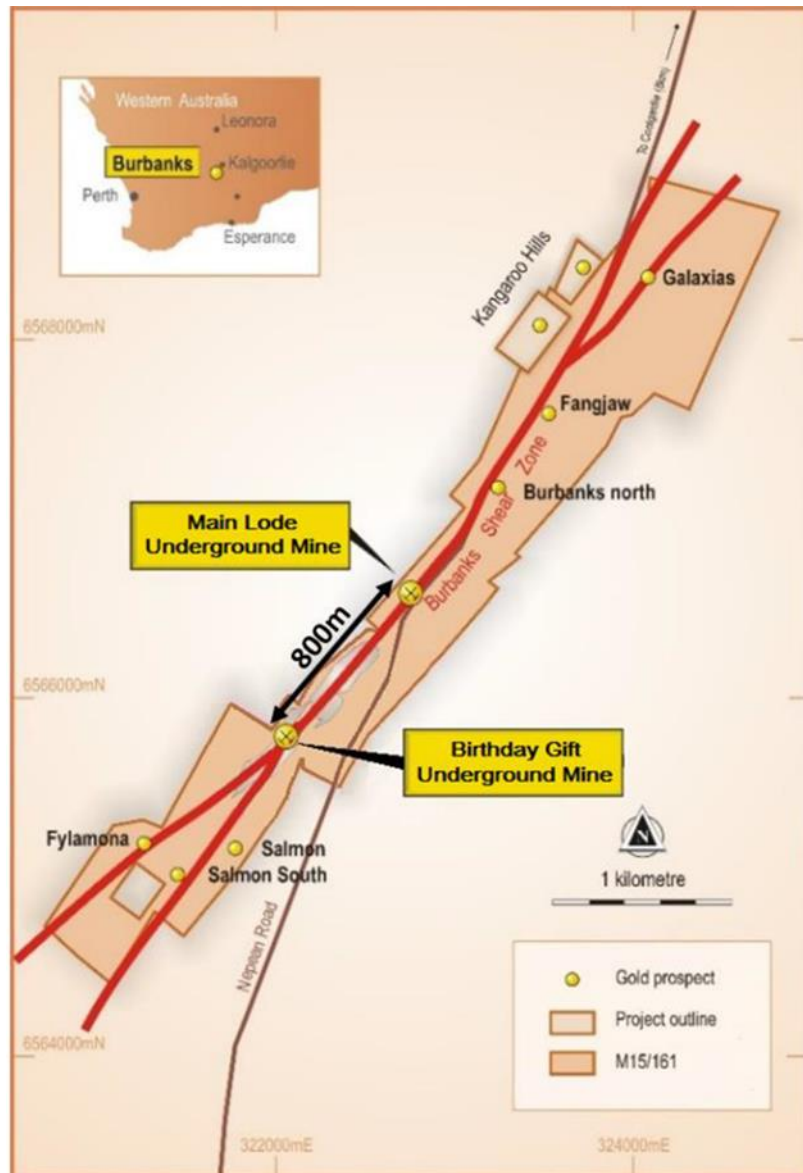 Western Australia
Leonora
Burbanks
Kalgoorlie
Perth
Esperance
To Coolgardie (8km)
Kangaroo Hills
Galaxias
6568000mN
Fangjaw
Burbanks north
Burbanks Shear Zone
Main Lode
Underground Mine
800m
6566000mN
Birthday Gift
Underground Mine
Fylamona
Salmon
Salmon South
N
1 kilometre
Nepean Road
Gold prospect
Project outline
M15/161
6564000mN
322000mE
324000mE